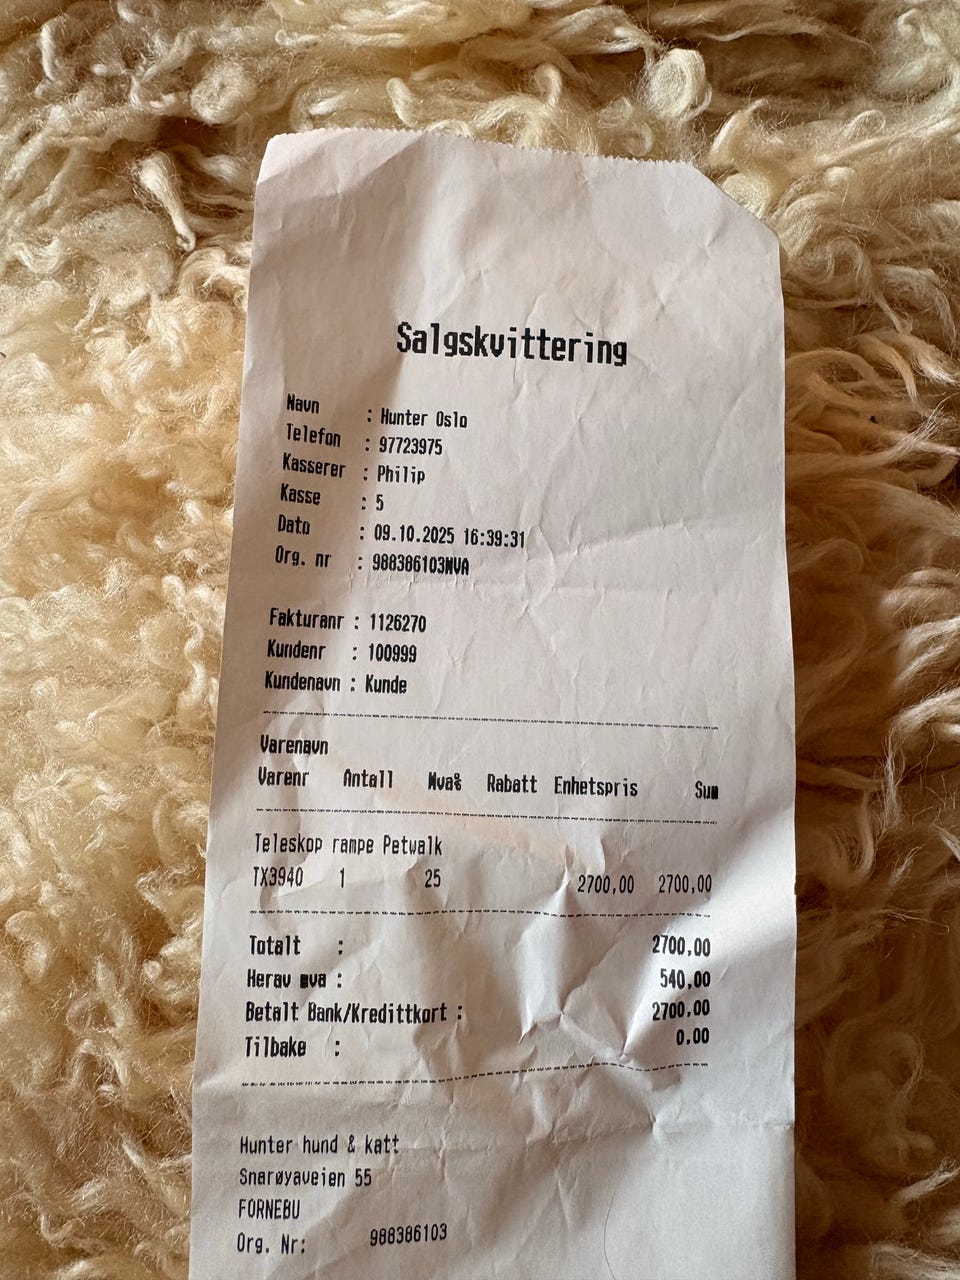 Salgskvittering
Navn : Hunter Oslo
Telefon : 97723975
Kasserer : Philip
Kasse : 5
Dato : 09.10.2025 16:39:31
Org. nr : 988386103MVA
Fakturanr : 1126270
Kundenr : 100999
Kundenavn : Kunde
Varenavn
Varenr Antall Mva% Rabatt Enhetspris Sum
Teleskop rampe Petwalk
TX3940 1 25 2700,00 2700,00
Totalt : 2700,00
Herav mva : 540,00
Betalt Bank/Kredittkort : 2700,00
Tilbake : 0,00
Hunter hund & katt
Snarøyaveien 55
FORNEBU
Org. Nr: 988386103